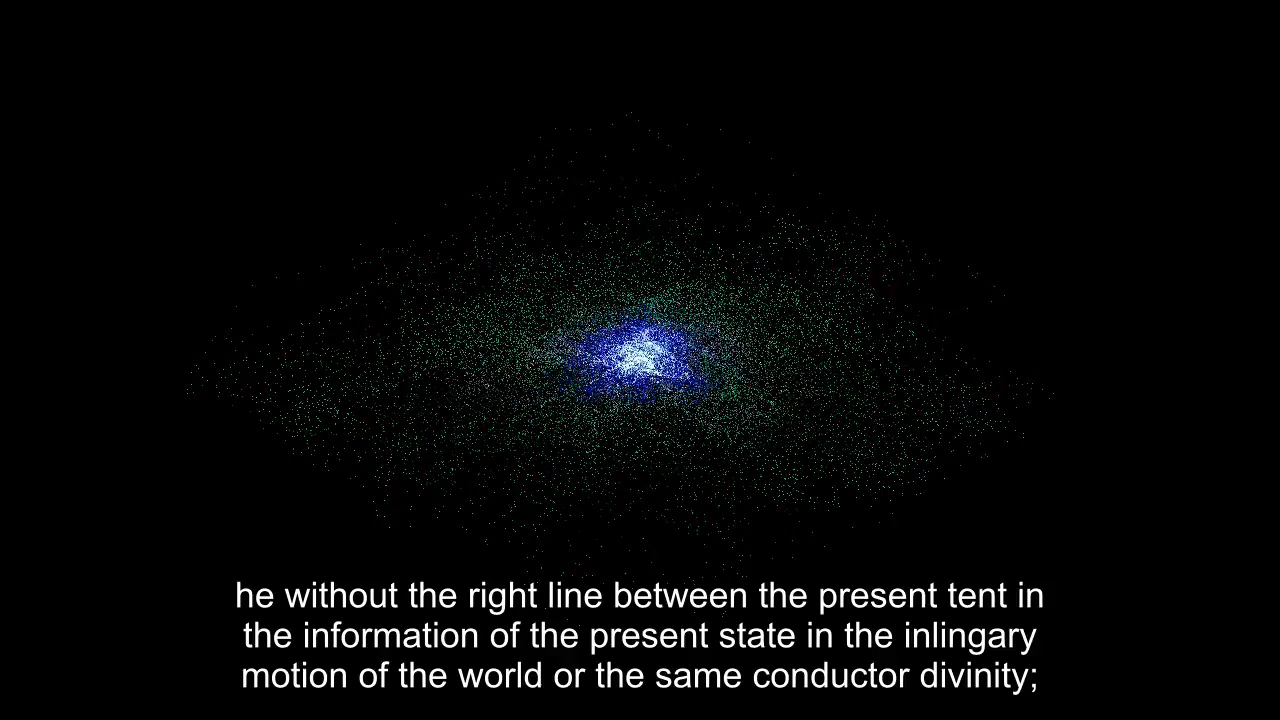 he without the right line between the present tent in
the information of the present state in the inlingary
motion of the world or the same conductor divinity;